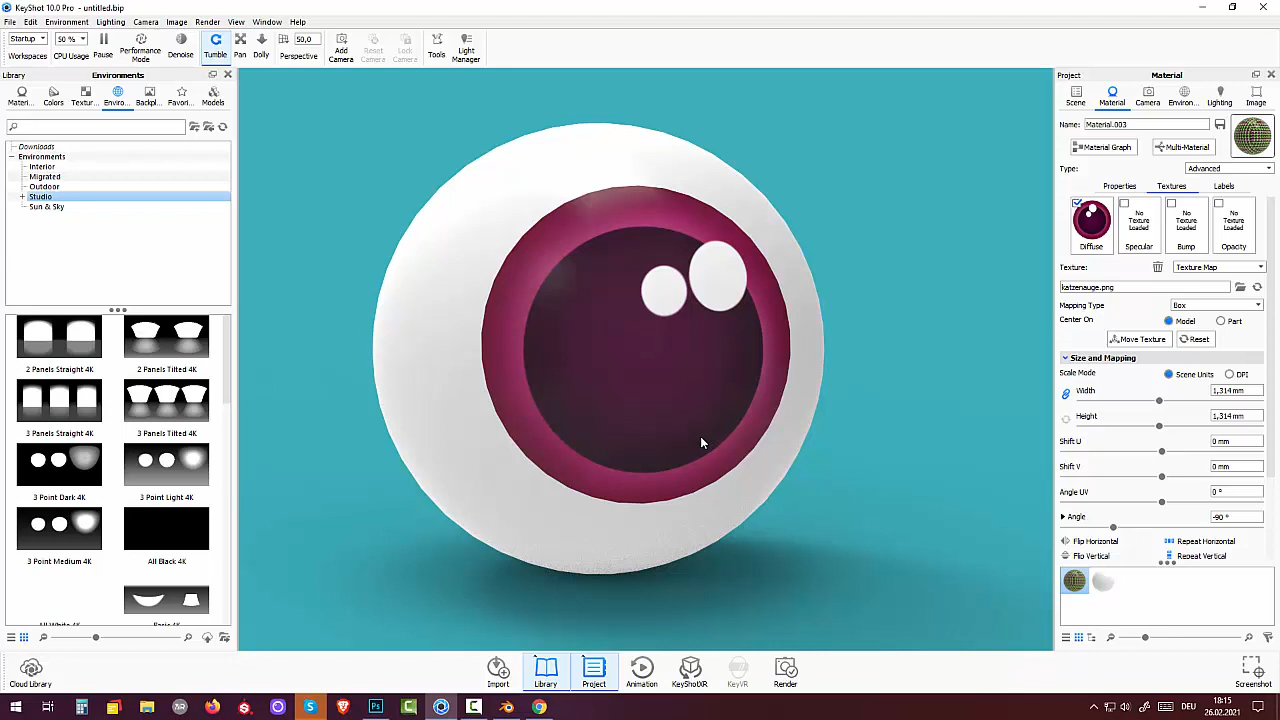 KeyShot 10.0 Pro - untitled.bip
File Edit Environment Lighting Camera Image Render View Window Help
Startup 50 % 50,0
Workspaces CPU Usage Pause Performance Mode Denoise Tumble Pan Dolly Perspective Add Camera Reset Camera Lock Camera Tools Light Manager
Library Environments
Materi... Colors Textur... Enviro... Backpl... Favori... Models
Downloads
Environments
Interior
Migrated
Outdoor
Studio
Sun & Sky
2 Panels Straight 4K 2 Panels Tilted 4K
3 Panels Straight 4K 3 Panels Tilted 4K
3 Point Dark 4K 3 Point Light 4K
3 Point Medium 4K All Black 4K
All White 4K Basic 4K
Project Material
Scene Material Camera Environ... Lighting Image
Name: Material.003
Material Graph Multi-Material
Type: Advanced
Properties Textures Labels
No Texture Loaded No Texture Loaded No Texture Loaded
Diffuse Specular Bump Opacity
Texture: Texture Map
katzenauge.png
Mapping Type Box
Center On Model Part
Move Texture Reset
Size and Mapping
Scale Mode Scene Units DPI
Width 1,314 mm
Height 1,314 mm
Shift U 0 mm
Shift V 0 mm
Angle UV 0 °
Angle -90 °
Flip Horizontal Repeat Horizontal
Flip Vertical Repeat Vertical
Cloud Library Import Library Project Animation KeyShotXR KeyVR Render Screenshot
DEU 18:15
26.02.2021